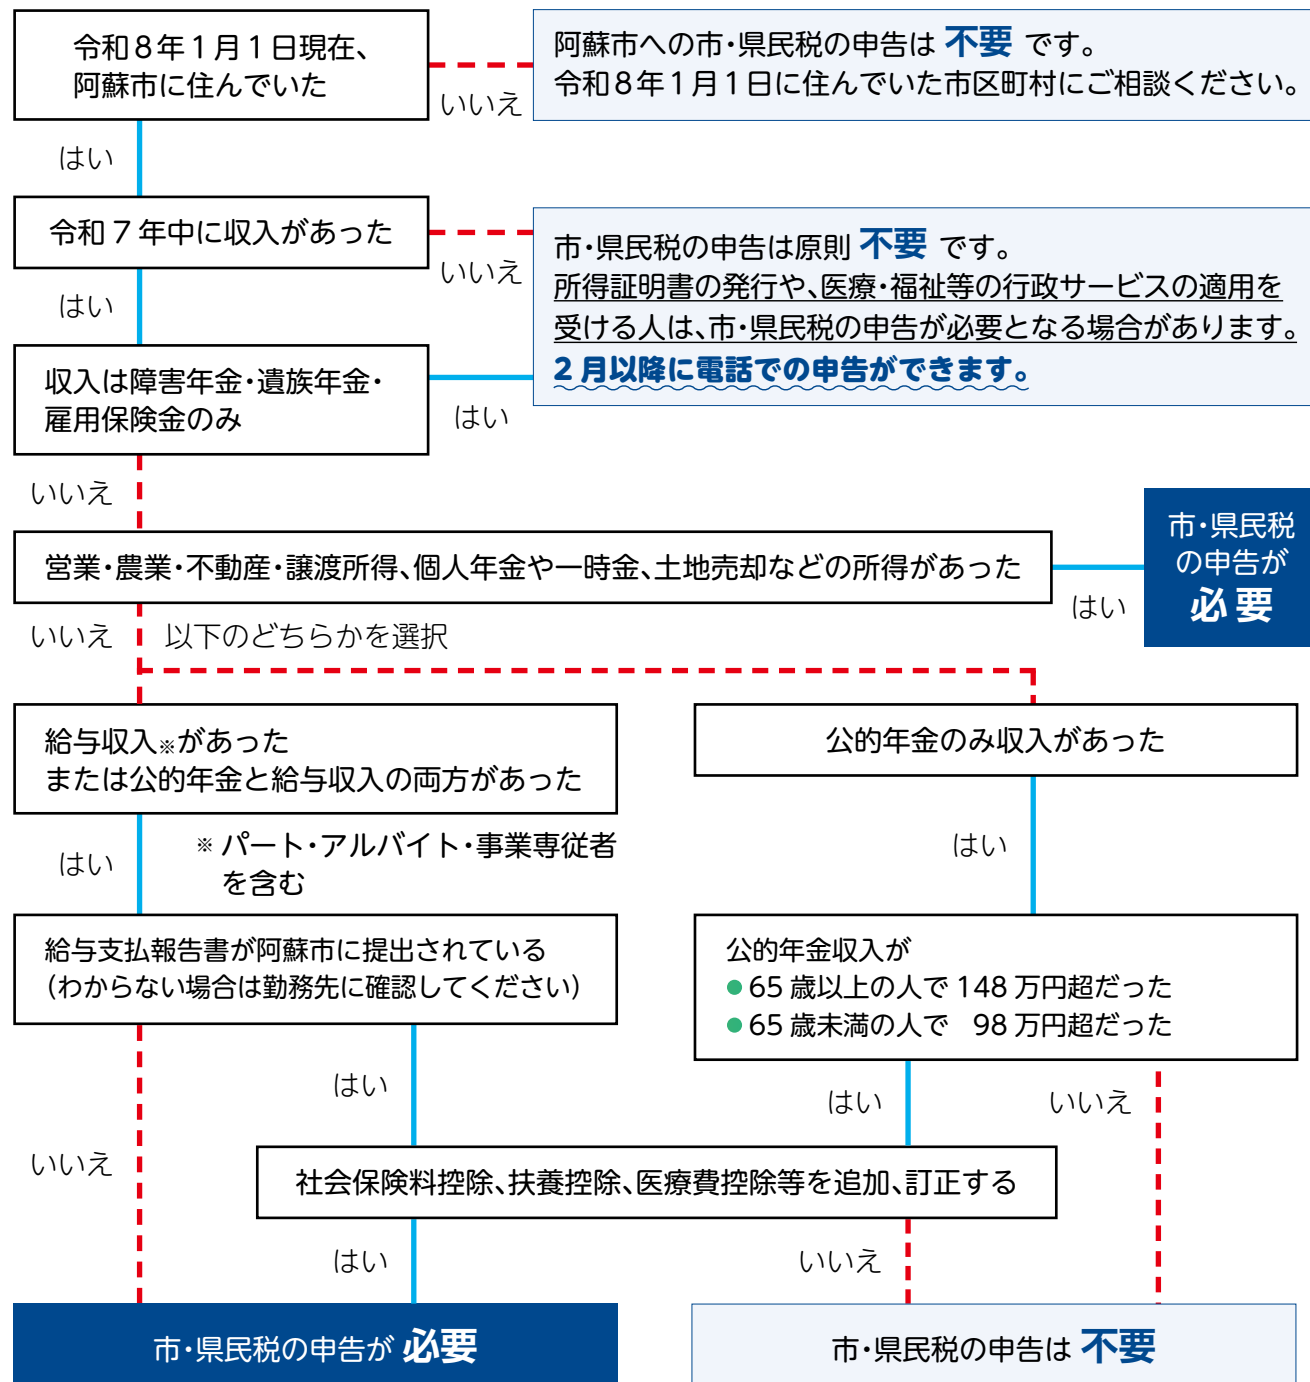 令和8年1月1日現在、
阿蘇市に住んでいた
いいえ
阿蘇市への市・県民税の申告は 不要 です。
令和8年1月1日に住んでいた市区町村にご相談ください。
はい
令和7年中に収入があった
いいえ
市・県民税の申告は原則 不要 です。
所得証明書の発行や、医療・福祉等の行政サービスの適用を
受ける人は、市・県民税の申告が必要となる場合があります。
2月以降に電話での申告ができます。
はい
収入は障害年金・遺族年金・
雇用保険金のみ
はい
いいえ
営業・農業・不動産・譲渡所得、個人年金や一時金、土地売却などの所得があった
はい
市・県民税
の申告が
必要
いいえ
以下のどちらかを選択
給与収入※があった
または公的年金と給与収入の両方があった
※ パート・アルバイト・事業専従者
を含む
はい
給与支払報告書が阿蘇市に提出されている
（わからない場合は勤務先に確認してください）
公的年金のみ収入があった
はい
公的年金収入が
●65歳以上の人で148万円超だった
●65歳未満の人で 98万円超だった
はい
はい
いいえ
いいえ
社会保険料控除、扶養控除、医療費控除等を追加、訂正する
はい
いいえ
市・県民税の申告が 必要
市・県民税の申告は 不要